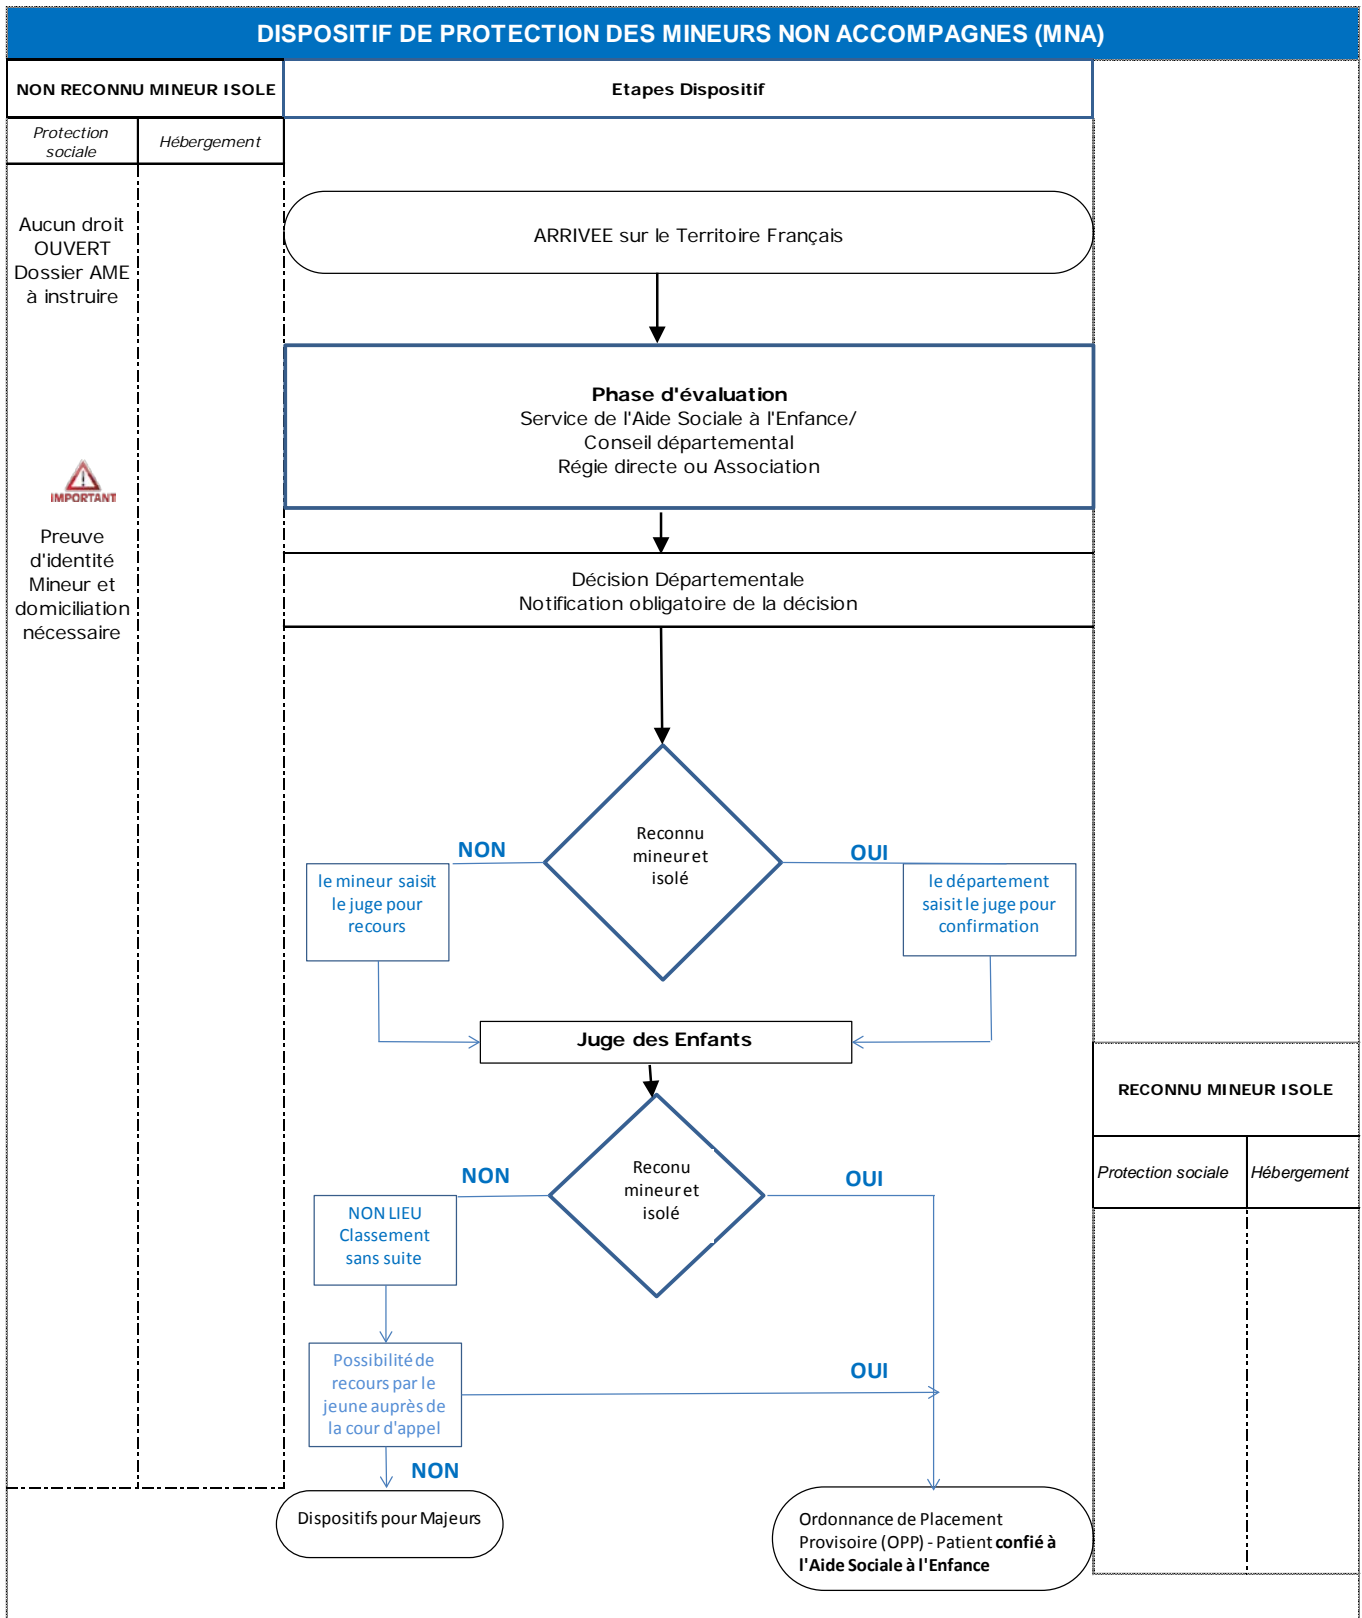 DISPOSITIF DE PROTECTION DES MINEURS NON ACCOMPAGNES (MNA)
NON RECONNU MINEUR ISOLE
Etapes Dispositif
Protection
sociale
Hébergement
Aucun droit
OUVERT
Dossier AME
à instruire
IMPORTANT
Preuve
d'identité
Mineur et
domiciliation
nécessaire
ARRIVEE sur le Territoire Français
Phase d'évaluation
Service de l'Aide Sociale à l'Enfance/
Conseil départemental
Régie directe ou Association
Décision Départementale
Notification obligatoire de la décision
Reconnu
mineur et
isolé
NON
OUI
le mineur saisit
le juge pour
recours
le département
saisit le juge pour
confirmation
Juge des Enfants
RECONNU MINEUR ISOLE
Protection sociale
Hébergement
Reconu
mineur et
isolé
NON
OUI
NON LIEU
Classement
sans suite
Possibilité de
recours par le
jeune auprès de
la cour d'appel
OUI
NON
Dispositifs pour Majeurs
Ordonnance de Placement
Provisoire (OPP) - Patient confié à
l'Aide Sociale à l'Enfance